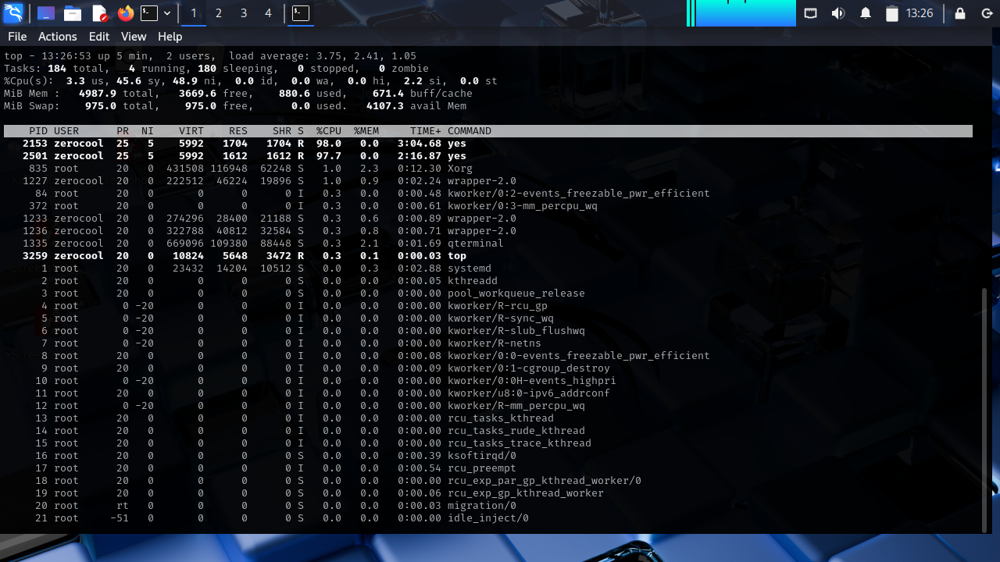 1 2 3 4 13:26
File Actions Edit View Help
top - 13:26:53 up 5 min,  2 users,  load average: 3.75, 2.41, 1.05
Tasks: 184 total,   4 running, 180 sleeping,   0 stopped,   0 zombie
%Cpu(s):  3.3 us, 45.6 sy, 48.9 ni,  0.0 id,  0.0 wa,  0.0 hi,  2.2 si,  0.0 st
MiB Mem :   4987.9 total,   3669.6 free,    880.6 used,    671.4 buff/cache
MiB Swap:    975.0 total,    975.0 free,      0.0 used.   4107.3 avail Mem
PID USER PR NI VIRT RES SHR S %CPU %MEM TIME+ COMMAND
2153 zerocool 25 5 5992 1704 1704 R 98.0 0.0 3:04.68 yes
2501 zerocool 25 5 5992 1612 1612 R 97.7 0.0 2:16.87 yes
835 root 20 0 431508 116948 62248 S 1.0 2.3 0:12.30 Xorg
1227 zerocool 20 0 222512 46224 19896 S 1.0 0.9 0:02.24 wrapper-2.0
84 root 20 0 0 0 0 I 0.3 0.0 0:00.48 kworker/0:2-events_freezable_pwr_efficient
372 root 20 0 0 0 0 I 0.3 0.0 0:00.61 kworker/0:3-mm_percpu_wq
1233 zerocool 20 0 274296 28400 21188 S 0.3 0.6 0:00.89 wrapper-2.0
1236 zerocool 20 0 322788 40812 32584 S 0.3 0.8 0:00.71 wrapper-2.0
1335 zerocool 20 0 669096 109380 88448 S 0.3 2.1 0:01.69 qterminal
3259 zerocool 20 0 10824 5648 3472 R 0.3 0.1 0:00.03 top
1 root 20 0 23432 14204 10512 S 0.0 0.3 0:02.88 systemd
2 root 20 0 0 0 0 S 0.0 0.0 0:00.05 kthreadd
3 root 20 0 0 0 0 S 0.0 0.0 0:00.00 pool_workqueue_release
4 root 0 -20 0 0 0 I 0.0 0.0 0:00.00 kworker/R-rcu_gp
5 root 0 -20 0 0 0 I 0.0 0.0 0:00.00 kworker/R-sync_wq
6 root 0 -20 0 0 0 I 0.0 0.0 0:00.00 kworker/R-slub_flushwq
7 root 0 -20 0 0 0 I 0.0 0.0 0:00.00 kworker/R-netns
8 root 20 0 0 0 0 I 0.0 0.0 0:00.08 kworker/0:0-events_freezable_pwr_efficient
9 root 20 0 0 0 0 I 0.0 0.0 0:00.09 kworker/0:1-cgroup_destroy
10 root 0 -20 0 0 0 I 0.0 0.0 0:00.00 kworker/0:0H-events_highpri
11 root 20 0 0 0 0 I 0.0 0.0 0:00.00 kworker/u8:0-ipv6_addrconf
12 root 0 -20 0 0 0 I 0.0 0.0 0:00.00 kworker/R-mm_percpu_wq
13 root 20 0 0 0 0 I 0.0 0.0 0:00.00 rcu_tasks_kthread
14 root 20 0 0 0 0 I 0.0 0.0 0:00.00 rcu_tasks_rude_kthread
15 root 20 0 0 0 0 I 0.0 0.0 0:00.00 rcu_tasks_trace_kthread
16 root 20 0 0 0 0 S 0.0 0.0 0:00.39 ksoftirqd/0
17 root 20 0 0 0 0 I 0.0 0.0 0:00.54 rcu_preempt
18 root 20 0 0 0 0 S 0.0 0.0 0:00.00 rcu_exp_par_gp_kthread_worker/0
19 root 20 0 0 0 0 S 0.0 0.0 0:00.06 rcu_exp_gp_kthread_worker
20 root rt 0 0 0 0 S 0.0 0.0 0:00.03 migration/0
21 root -51 0 0 0 0 S 0.0 0.0 0:00.00 idle_inject/0